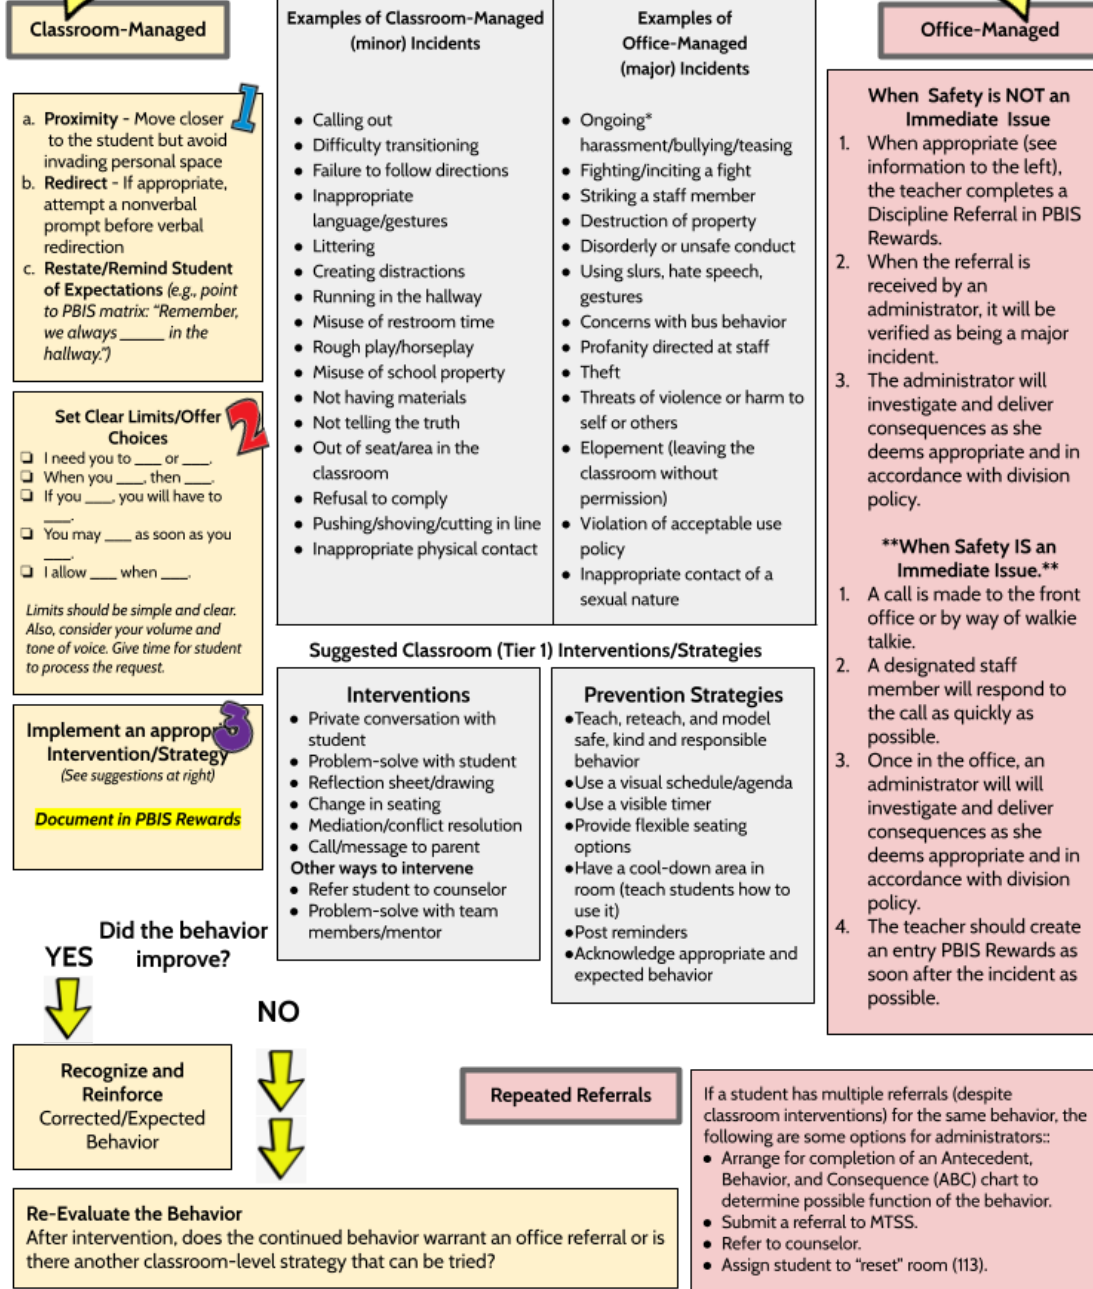 Classroom-Managed
1
a. Proximity - Move closer
to the student but avoid
invading personal space
b. Redirect - If appropriate,
attempt a nonverbal
prompt before verbal
redirection
c. Restate/Remind Student
of Expectations (e.g., point
to PBIS matrix: “Remember,
we always ______ in the
hallway.”)
2
Set Clear Limits/Offer
Choices
❏ I need you to ____ or ____.
❏ When you ____, then ____.
❏ If you ____, you will have to
____.
❏ You may ____ as soon as you
____.
❏ I allow ____ when ____.
Limits should be simple and clear.
Also, consider your volume and
tone of voice. Give time for student
to process the request.
3
Implement an appropri
Intervention/Strategy
(See suggestions at right)
Document in PBIS Rewards
Examples of Classroom-Managed
(minor) Incidents
● Calling out
● Difficulty transitioning
● Failure to follow directions
● Inappropriate
language/gestures
● Littering
● Creating distractions
● Running in the hallway
● Misuse of restroom time
● Rough play/horseplay
● Misuse of school property
● Not having materials
● Not telling the truth
● Out of seat/area in the
classroom
● Refusal to comply
● Pushing/shoving/cutting in line
● Inappropriate physical contact
Examples of
Office-Managed
(major) Incidents
● Ongoing*
harassment/bullying/teasing
● Fighting/inciting a fight
● Striking a staff member
● Destruction of property
● Disorderly or unsafe conduct
● Using slurs, hate speech,
gestures
● Concerns with bus behavior
● Profanity directed at staff
● Theft
● Threats of violence or harm to
self or others
● Elopement (leaving the
classroom without
permission)
● Violation of acceptable use
policy
● Inappropriate contact of a
sexual nature
Suggested Classroom (Tier 1) Interventions/Strategies
Interventions
● Private conversation with
student
● Problem-solve with student
● Reflection sheet/drawing
● Change in seating
● Mediation/conflict resolution
● Call/message to parent
Other ways to intervene
● Refer student to counselor
● Problem-solve with team
members/mentor
Prevention Strategies
●Teach, reteach, and model
safe, kind and responsible
behavior
●Use a visual schedule/agenda
●Use a visible timer
●Provide flexible seating
options
●Have a cool-down area in
room (teach students how to
use it)
●Post reminders
●Acknowledge appropriate and
expected behavior
Office-Managed
When Safety is NOT an
Immediate Issue
1. When appropriate (see
information to the left),
the teacher completes a
Discipline Referral in PBIS
Rewards.
2. When the referral is
received by an
administrator, it will be
verified as being a major
incident.
3. The administrator will
investigate and deliver
consequences as she
deems appropriate and in
accordance with division
policy.
**When Safety IS an
Immediate Issue.**
1. A call is made to the front
office or by way of walkie
talkie.
2. A designated staff
member will respond to
the call as quickly as
possible.
3. Once in the office, an
administrator will will
investigate and deliver
consequences as she
deems appropriate and in
accordance with division
policy.
4. The teacher should create
an entry PBIS Rewards as
soon after the incident as
possible.
Did the behavior
improve?
YES
NO
Recognize and
Reinforce
Corrected/Expected
Behavior
Re-Evaluate the Behavior
After intervention, does the continued behavior warrant an office referral or is
there another classroom-level strategy that can be tried?
Repeated Referrals
If a student has multiple referrals (despite
classroom interventions) for the same behavior, the
following are some options for administrators::
● Arrange for completion of an Antecedent,
Behavior, and Consequence (ABC) chart to
determine possible function of the behavior.
● Submit a referral to MTSS.
● Refer to counselor.
● Assign student to “reset” room (113).